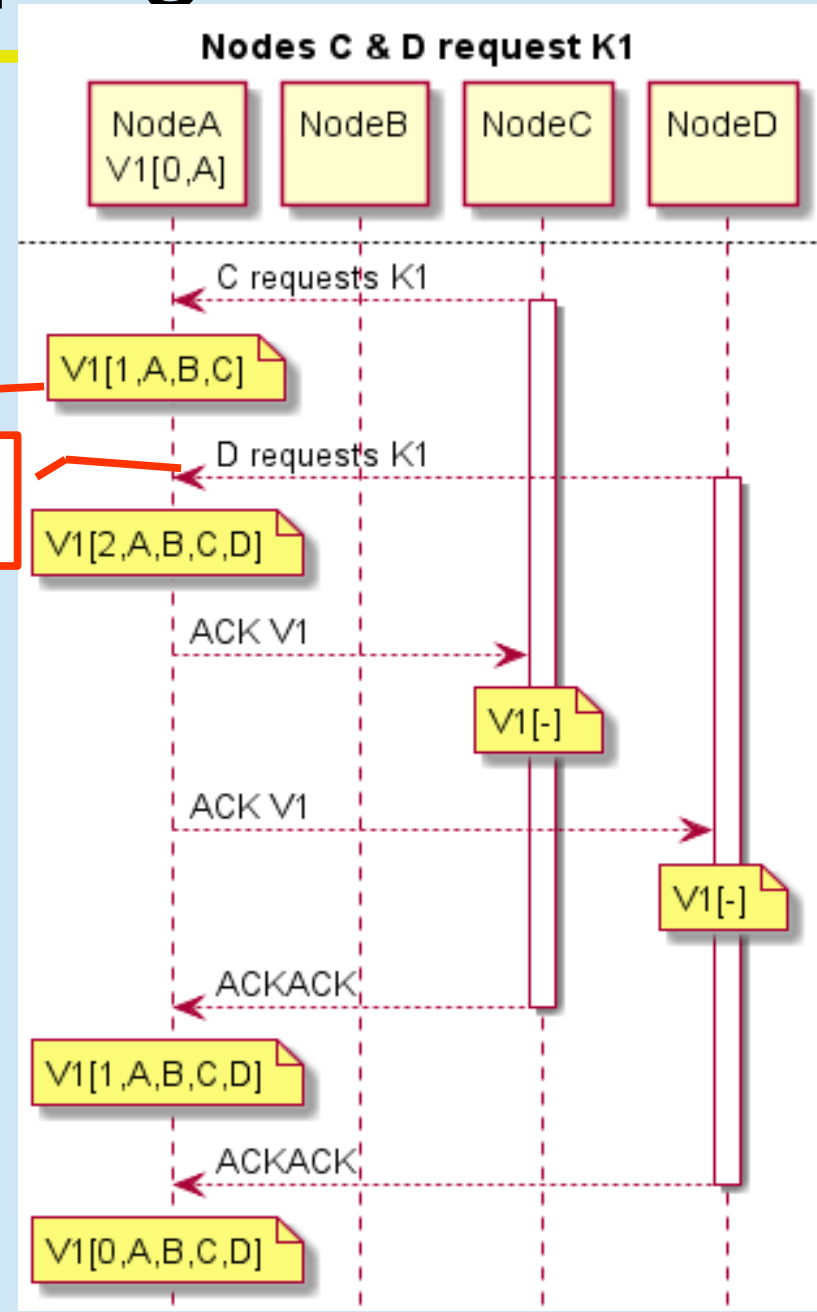 Nodes C & D request K1
NodeA
V1[0,A]
NodeB
NodeC
NodeD
C requests K1
V1[1,A,B,C]
D requests K1
V1[2,A,B,C,D]
ACK V1
V1[-]
ACK V1
V1[-]
ACKACK
V1[1,A,B,C,D]
ACKACK
V1[0,A,B,C,D]